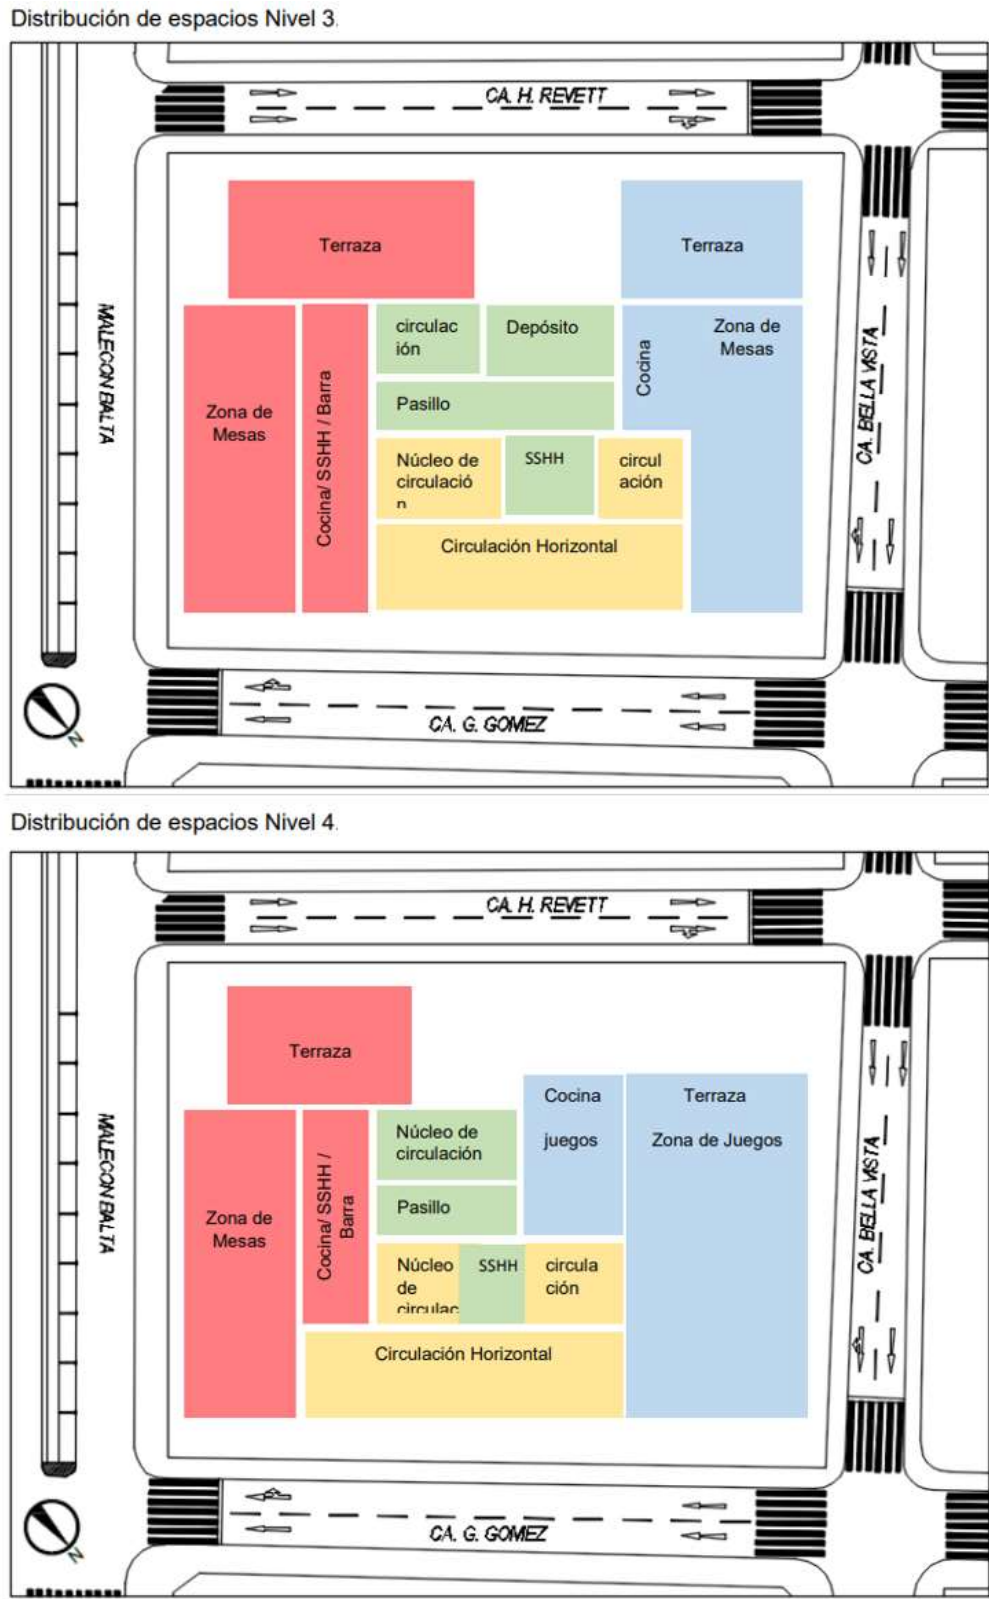 Distribución de espacios Nivel 3.
CA. H. REVETT
Terraza
Terraza
MALECON BALTA
circulac
ión
Depósito
Cocina
Zona de
Mesas
CA. BELLA VISTA
Zona de
Mesas
Cocina/ SSHH / Barra
Pasillo
Núcleo de
circulació
n
SSHH
circul
ación
Circulación Horizontal
N
CA. G. GOMEZ
Distribución de espacios Nivel 4.
CA. H. REVETT
Terraza
Cocina
juegos
Terraza
Zona de Juegos
MALECON BALTA
Núcleo de
circulación
CA. BELLA VISTA
Zona de
Mesas
Cocina/ SSHH /
Barra
Pasillo
Núcleo
de
circulac
SSHH
circula
ción
Circulación Horizontal
N
CA. G. GOMEZ